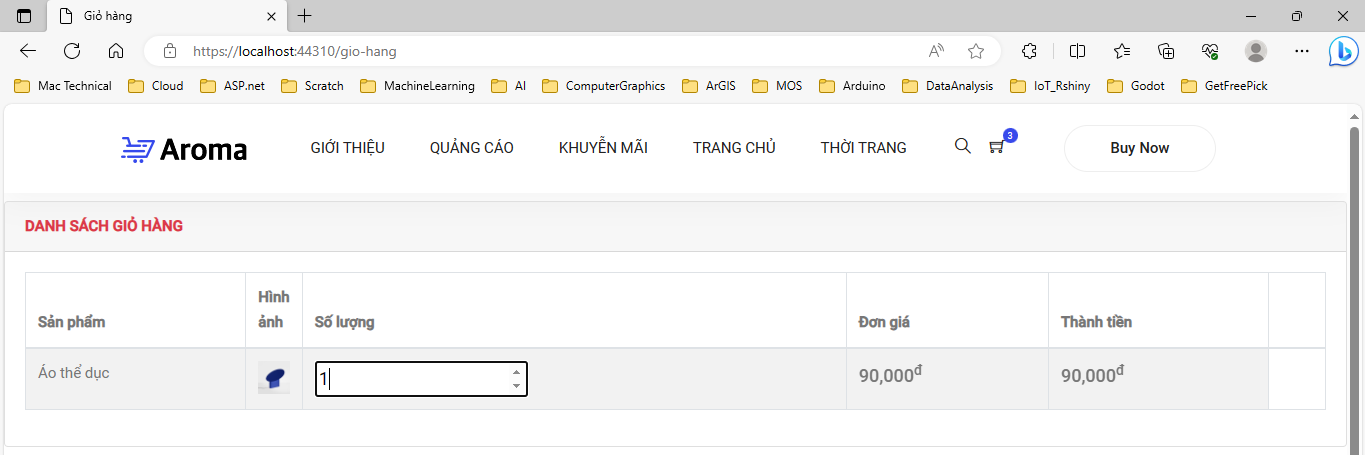 Giỏ hàng
https://localhost:44310/gio-hang
Mac Technical Cloud ASP.net Scratch MachineLearning AI ComputerGraphics ArGIS MOS Arduino DataAnalysis IoT_Rshiny Godot GetFreePick
Aroma GIỚI THIỆU QUẢNG CÁO KHUYỄN MÃI TRANG CHỦ THỜI TRANG 3 Buy Now
DANH SÁCH GIỎ HÀNG
Sản phẩm Hình ảnh Số lượng Đơn giá Thành tiền
Áo thể dục 1 90,000đ 90,000đ